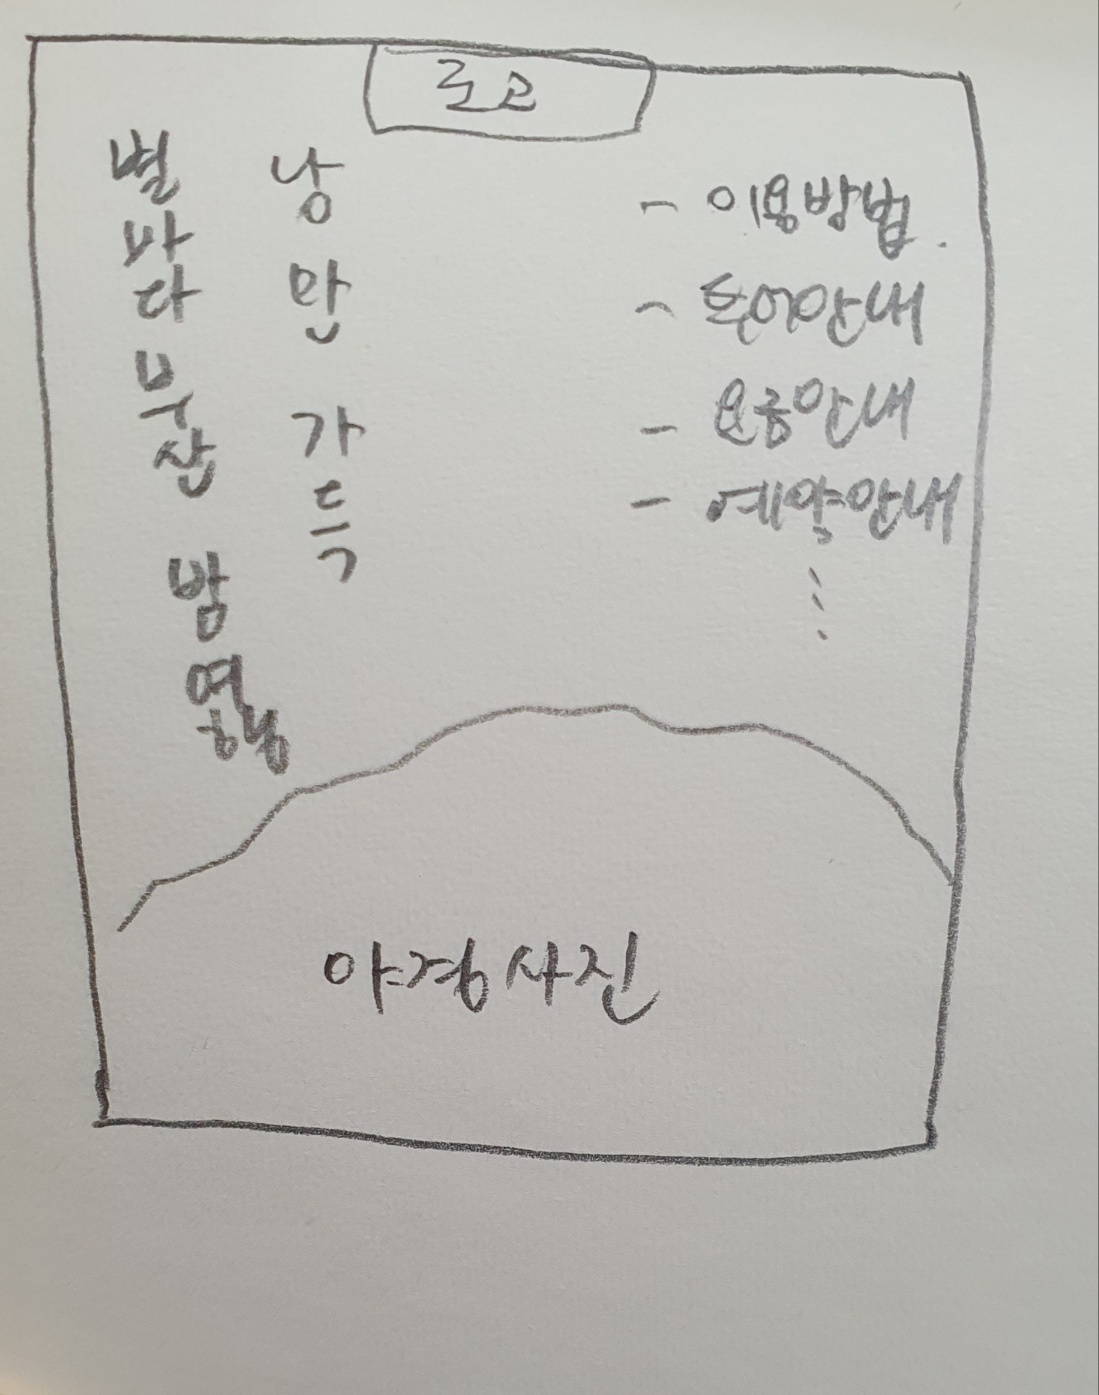 로고
별바다부산 밤 여행
낭만가득
- 이용방법
- 투어안내
- 요금안내
- 예약안내
⋮
야경사진